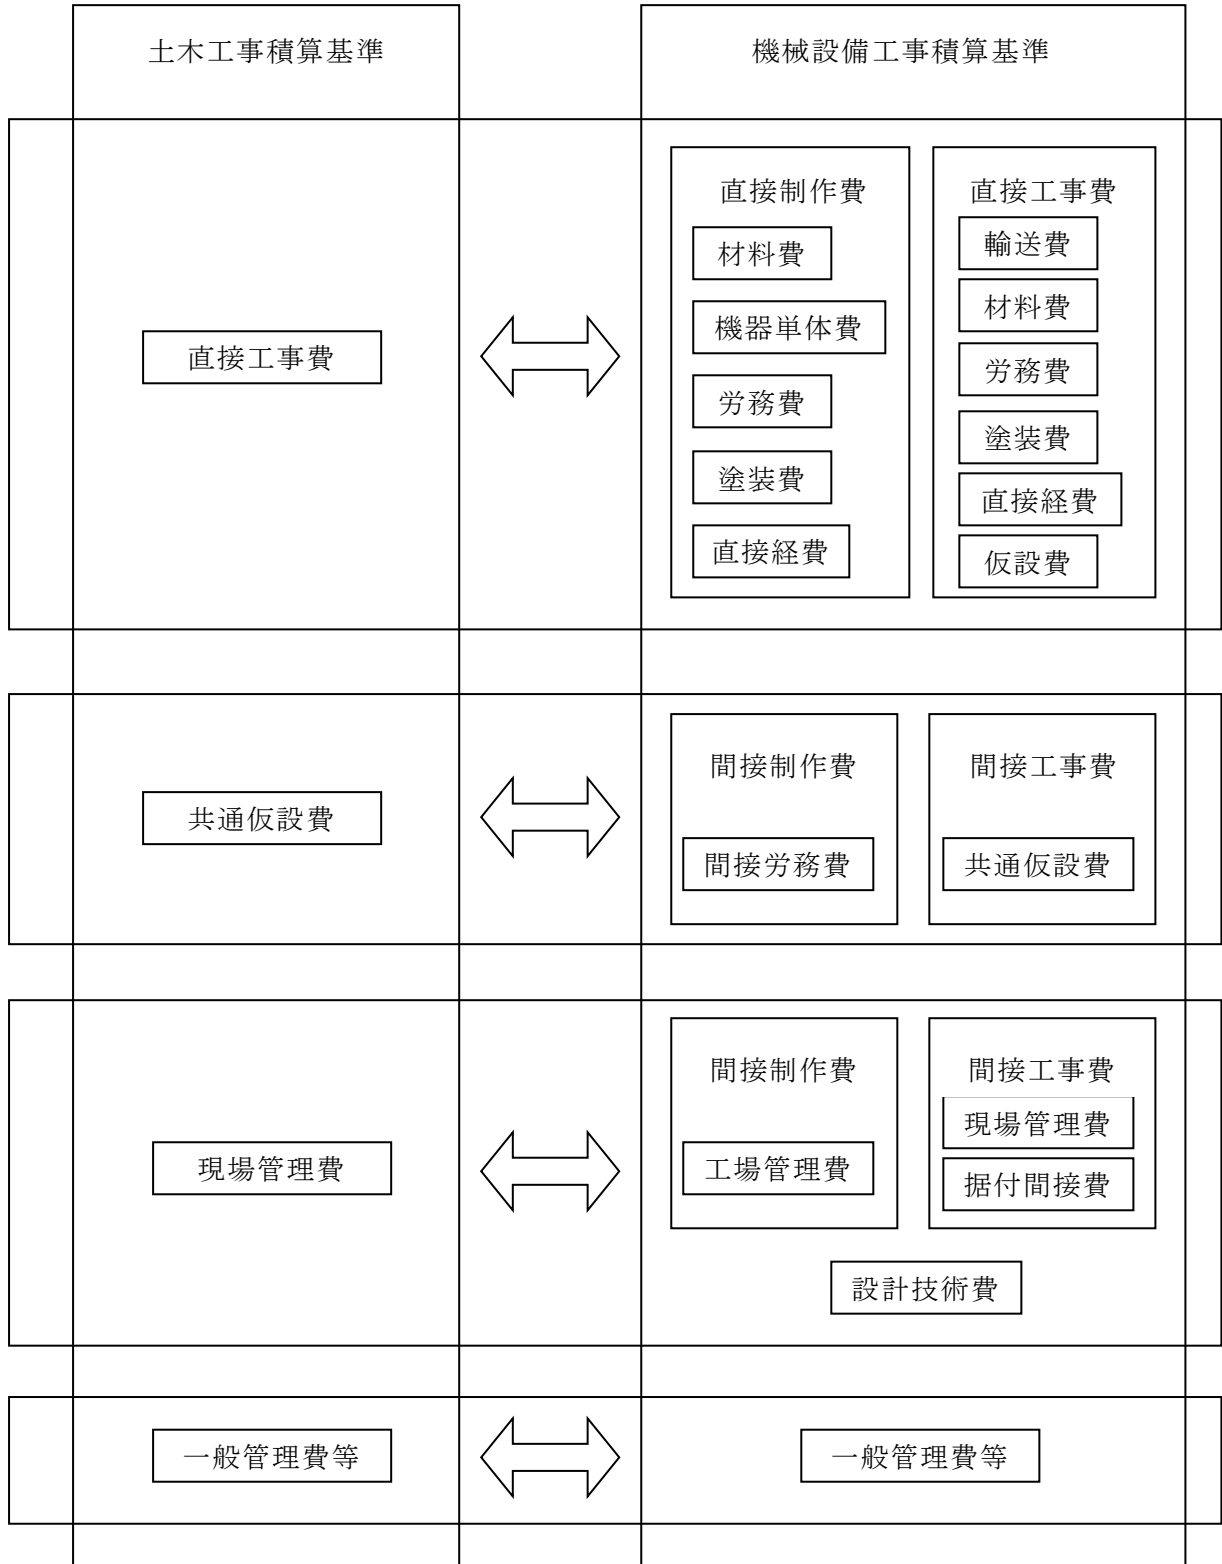 土木工事積算基準
機械設備工事積算基準
直接工事費
直接制作費
材料費
機器単体費
労務費
塗装費
直接経費
直接工事費
輸送費
材料費
労務費
塗装費
直接経費
仮設費
共通仮設費
間接制作費
間接労務費
間接工事費
共通仮設費
現場管理費
間接制作費
工場管理費
間接工事費
現場管理費
据付間接費
設計技術費
一般管理費等
一般管理費等